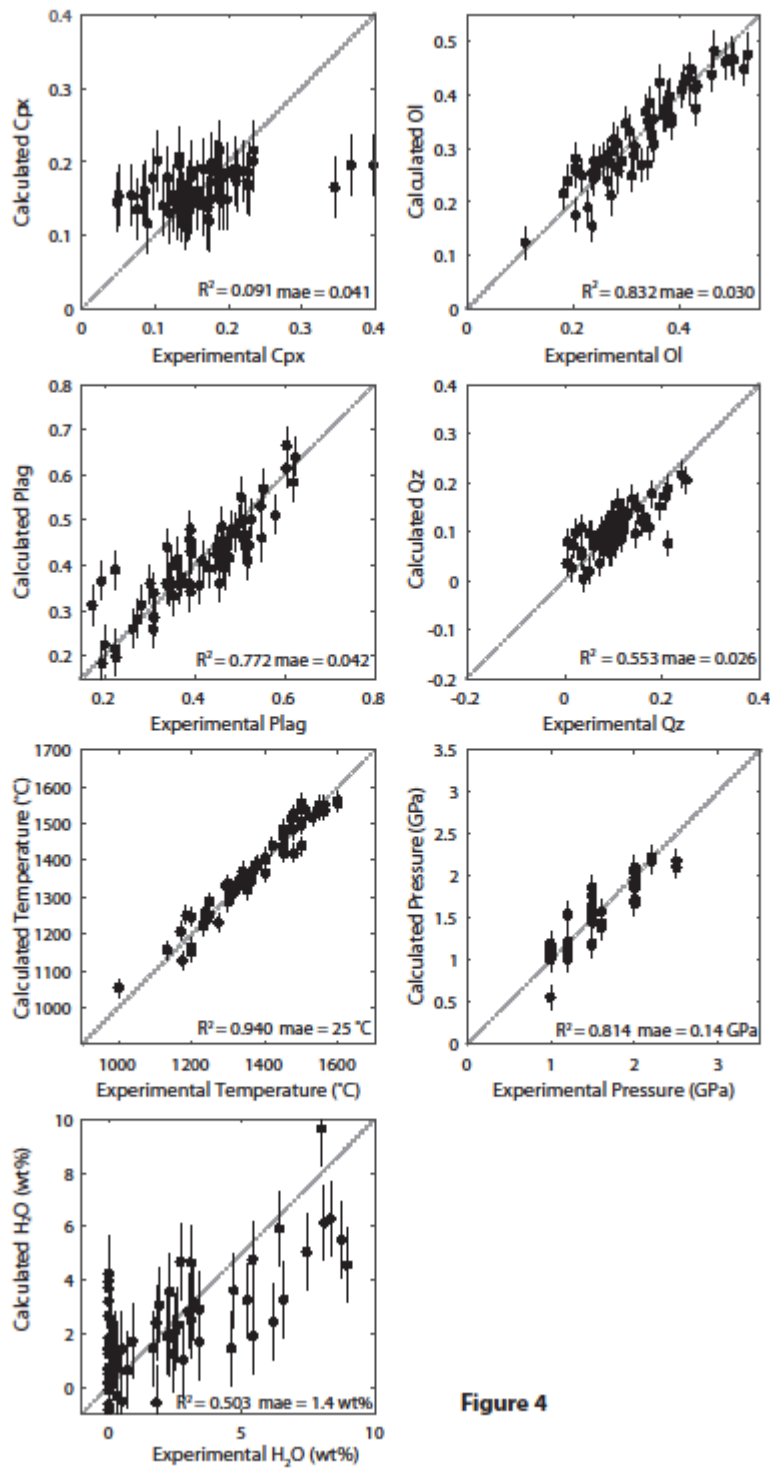 0.4
0.3
0.2
0.1
0
Calculated Cpx
R² = 0.091 mae = 0.041
0 0.1 0.2 0.3 0.4
Experimental Cpx
0.5
0.4
0.3
0.2
0.1
0
Calculated Ol
R² = 0.832 mae = 0.030
0 0.2 0.4
Experimental Ol
0.8
0.7
0.6
0.5
0.4
0.3
0.2
Calculated Plag
R² = 0.772 mae = 0.042
0.2 0.4 0.6 0.8
Experimental Plag
0.4
0.3
0.2
0.1
0
-0.1
-0.2
Calculated Qz
R² = 0.553 mae = 0.026
-0.2 0 0.2 0.4
Experimental Qz
1700
1600
1500
1400
1300
1200
1100
1000
Calculated Temperature (°C)
R² = 0.940 mae = 25 °C
1000 1200 1400 1600
Experimental Temperature (°C)
3.5
3
2.5
2
1.5
1
0.5
0
Calculated Pressure (GPa)
R² = 0.814 mae = 0.14 GPa
0 1 2 3
Experimental Pressure (GPa)
10
8
6
4
2
0
Calculated H₂O (wt%)
R² = 0.503 mae = 1.4 wt%
0 5 10
Experimental H₂O (wt%)
Figure 4